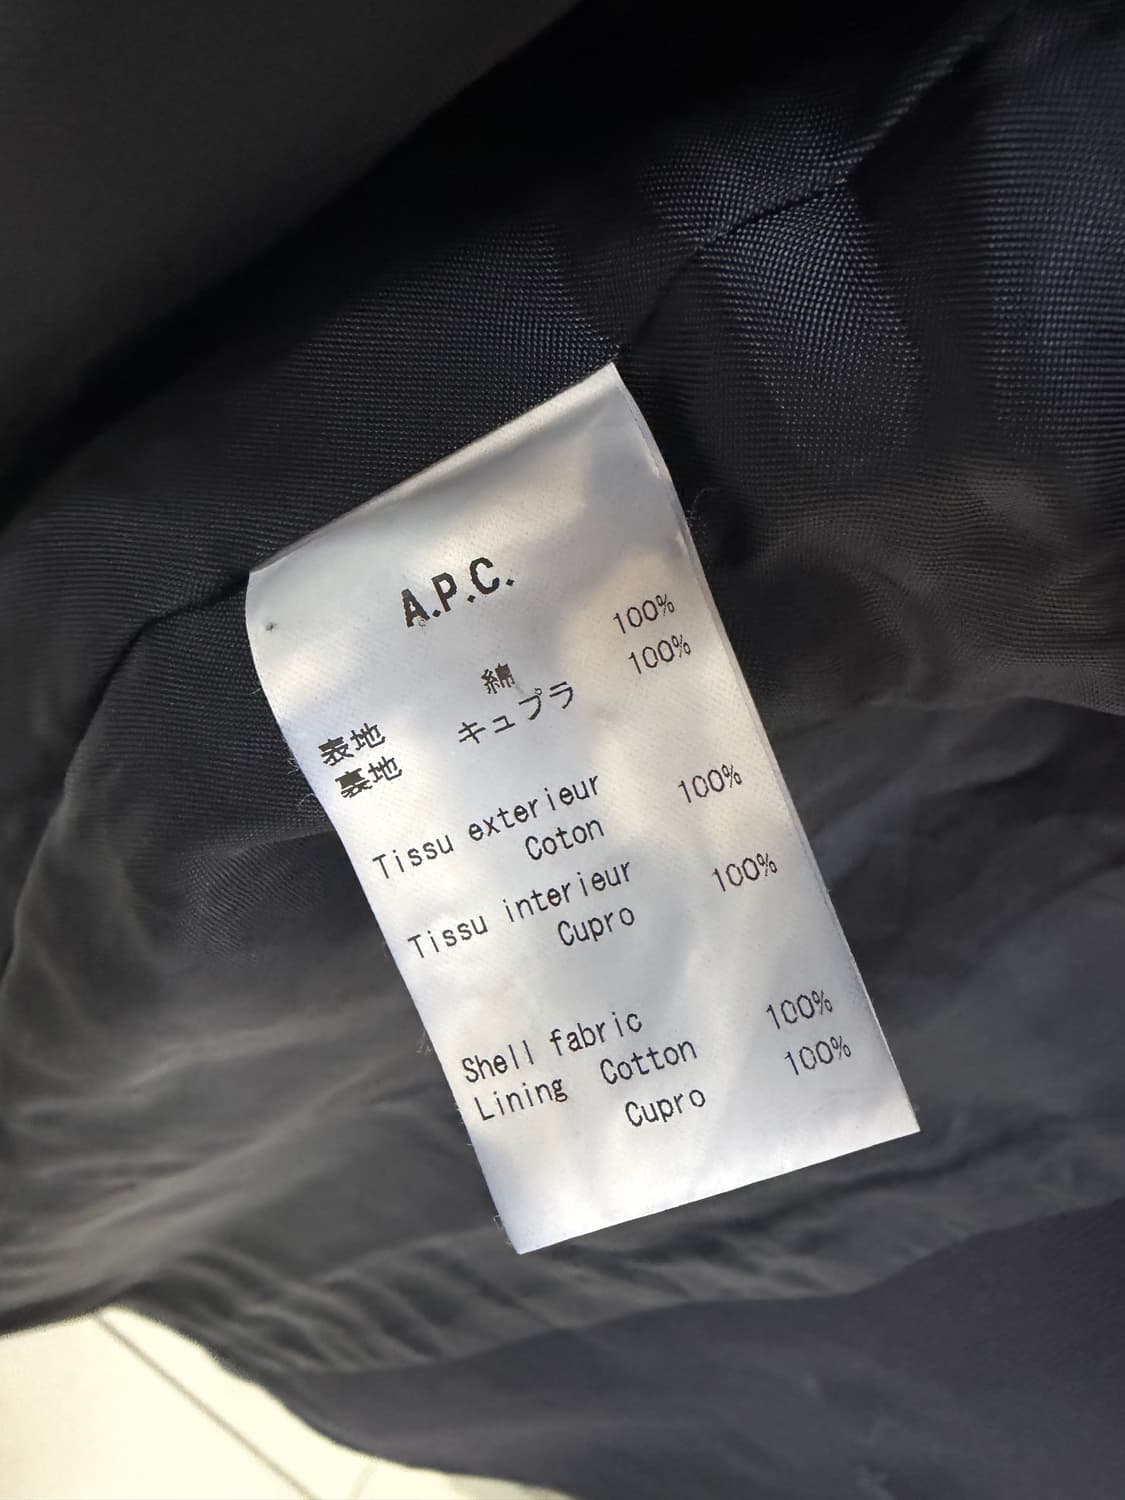 A.P.C.
表地 綿 100%
裏地 キュプラ 100%
Tissu exterieur
Coton 100%
Tissu interieur
Cupro 100%
Shell fabric
Cotton 100%
Lining
Cupro 100%